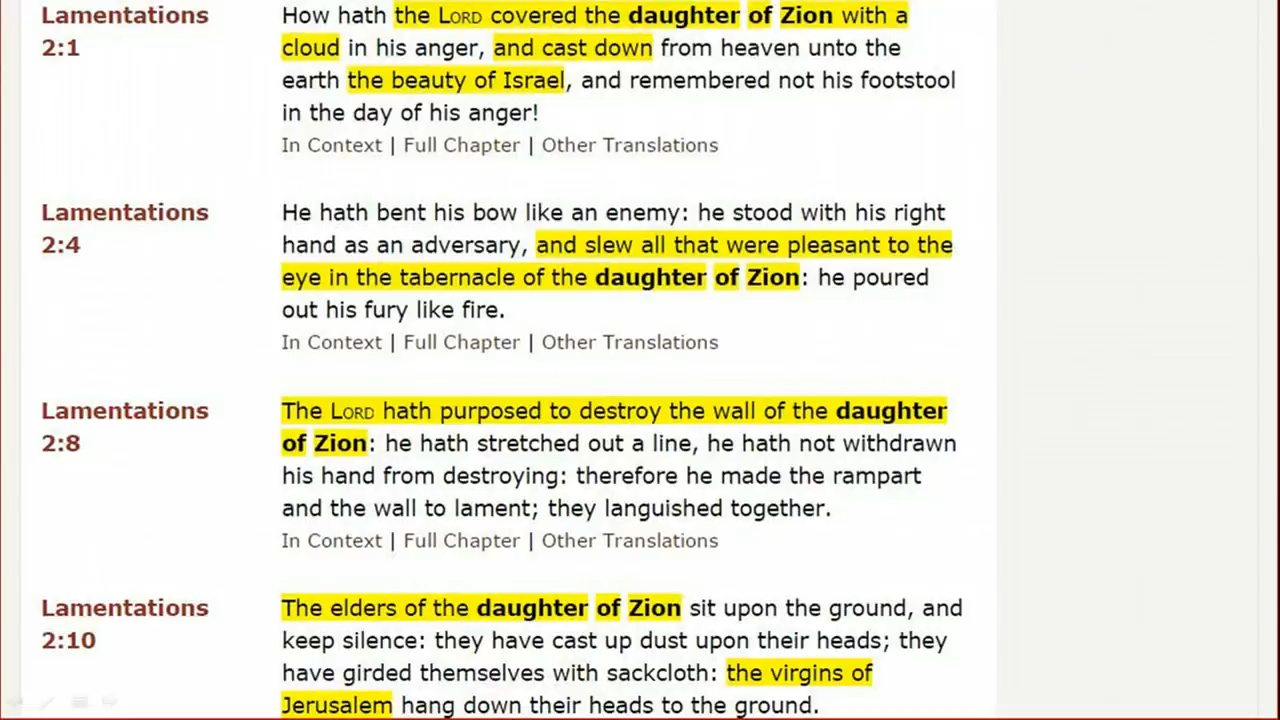 Lamentations
2:1
How hath the LORD covered the daughter of Zion with a
cloud in his anger, and cast down from heaven unto the
earth the beauty of Israel, and remembered not his footstool
in the day of his anger!
In Context | Full Chapter | Other Translations
Lamentations
2:4
He hath bent his bow like an enemy: he stood with his right
hand as an adversary, and slew all that were pleasant to the
eye in the tabernacle of the daughter of Zion: he poured
out his fury like fire.
In Context | Full Chapter | Other Translations
Lamentations
2:8
The LORD hath purposed to destroy the wall of the daughter
of Zion: he hath stretched out a line, he hath not withdrawn
his hand from destroying: therefore he made the rampart
and the wall to lament; they languished together.
In Context | Full Chapter | Other Translations
Lamentations
2:10
The elders of the daughter of Zion sit upon the ground, and
keep silence: they have cast up dust upon their heads; they
have girded themselves with sackcloth: the virgins of
Jerusalem hang down their heads to the ground.